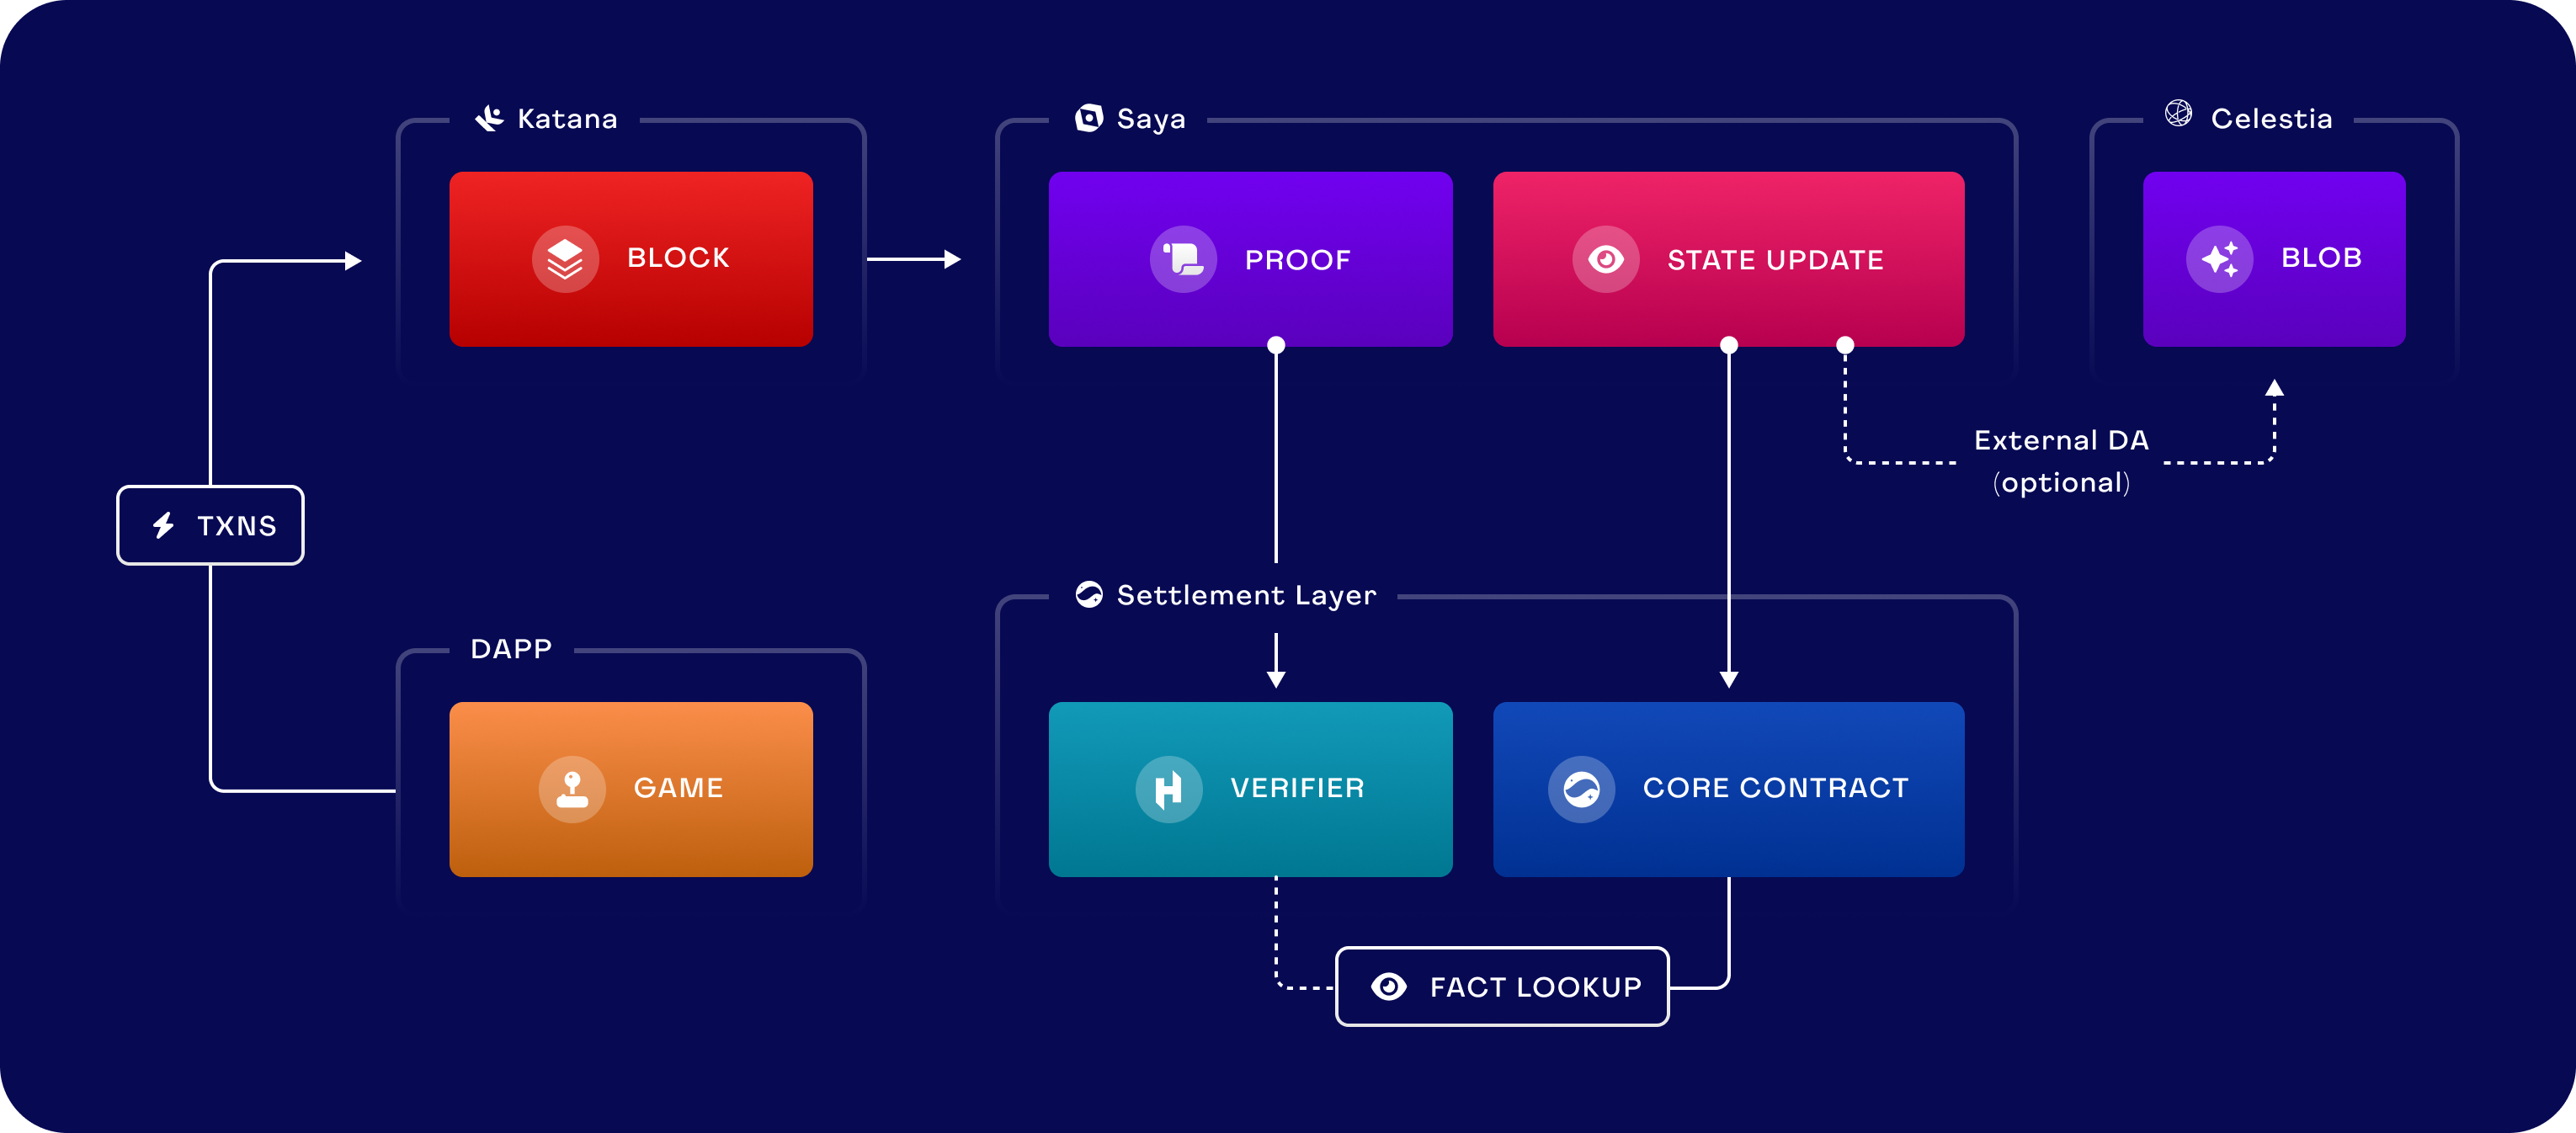 Katana
Saya
Celestia
BLOCK
PROOF
STATE UPDATE
BLOB
External DA
(optional)
TXNS
Settlement Layer
DAPP
GAME
VERIFIER
CORE CONTRACT
FACT LOOKUP